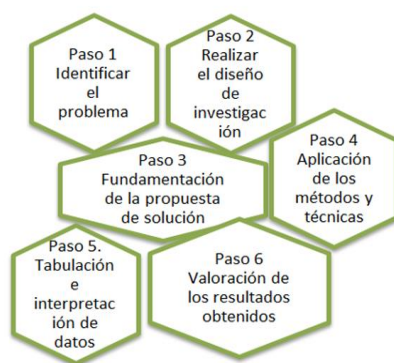 Paso 1
Identificar
el
problema
Paso 2
Realizar
el diseño
de
investigac
ión
Paso 3
Fundamentación
de la propuesta
de solución
Paso 4
Aplicación
de los
métodos y
técnicas
Paso 5.
Tabulación
e
interpretac
ión de
datos
Paso 6
Valoración de
los resultados
obtenidos